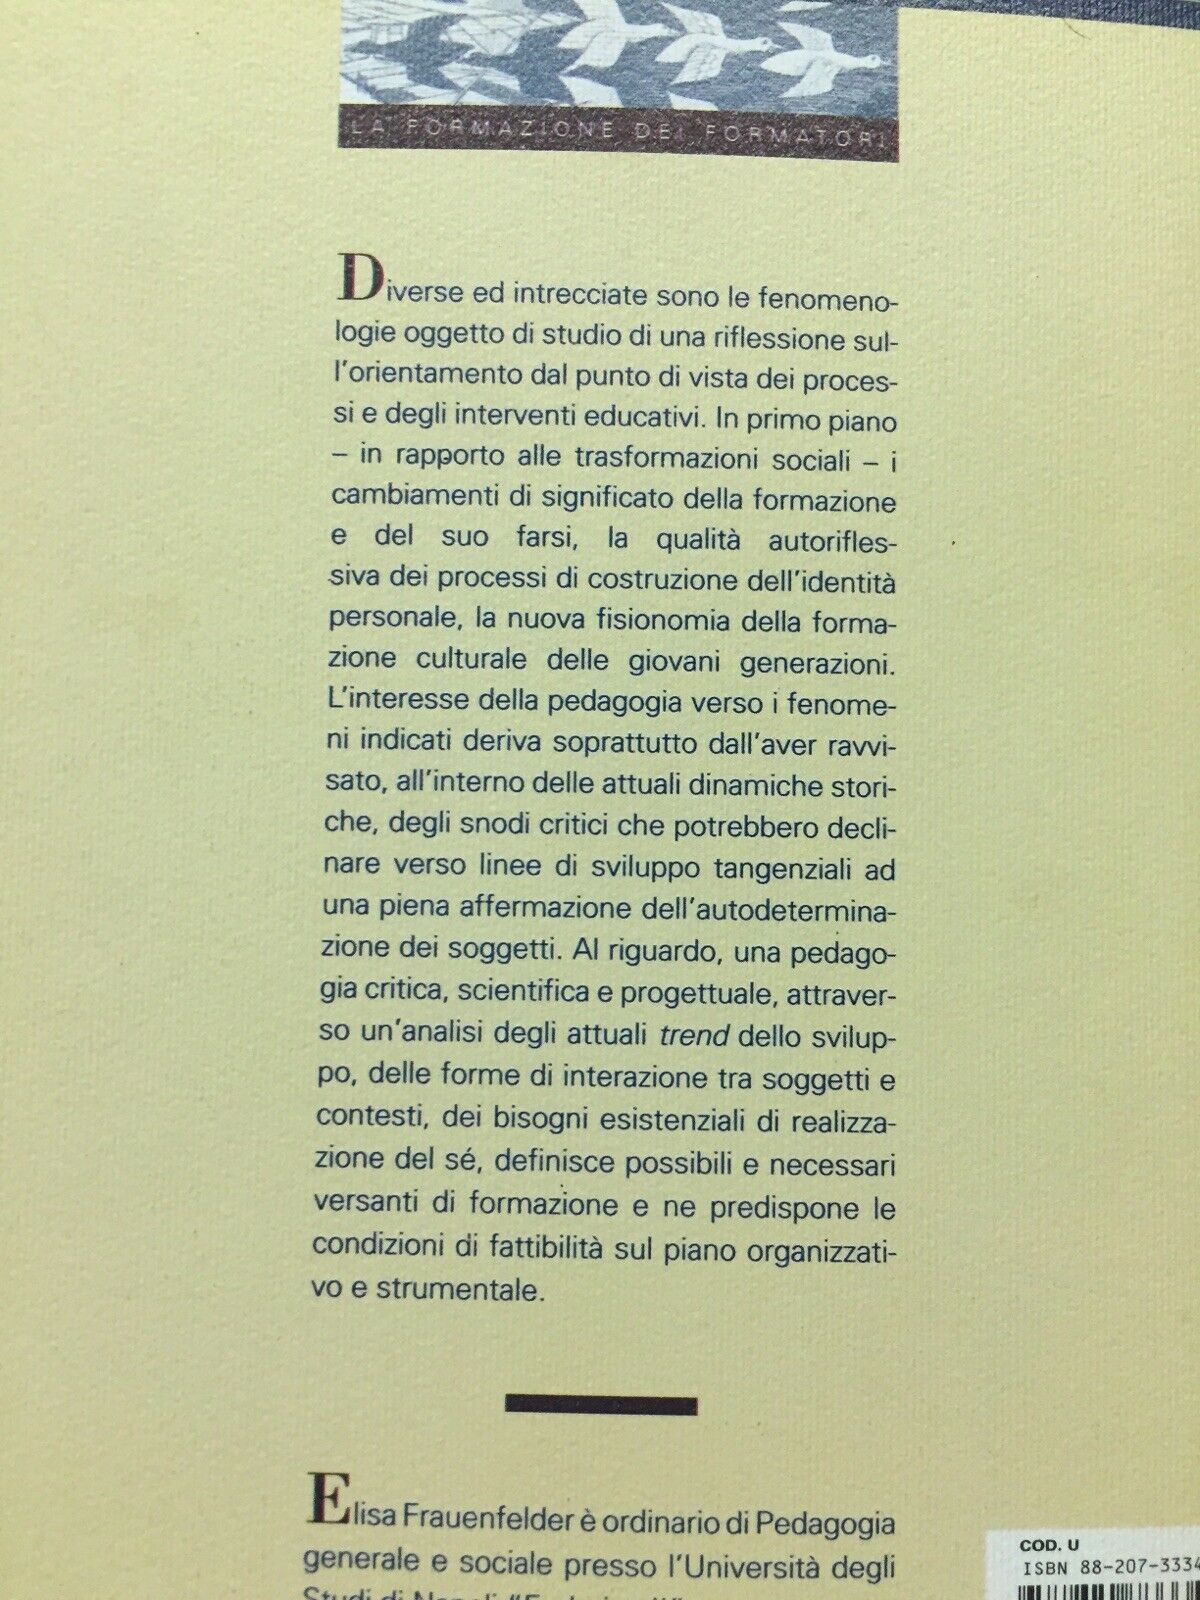 LA FORMAZIONE DEI FORMATORI
Diverse ed intrecciate sono le fenomeno-
logie oggetto di studio di una riflessione sul-
l'orientamento dal punto di vista dei proces-
si e degli interventi educativi. In primo piano
– in rapporto alle trasformazioni sociali – i
cambiamenti di significato della formazione
e del suo farsi, la qualità autorifles-
siva dei processi di costruzione dell'identità
personale, la nuova fisionomia della forma-
zione culturale delle giovani generazioni.
L'interesse della pedagogia verso i fenome-
ni indicati deriva soprattutto dall'aver ravvi-
sato, all'interno delle attuali dinamiche stori-
che, degli snodi critici che potrebbero decli-
nare verso linee di sviluppo tangenziali ad
una piena affermazione dell'autodetermina-
zione dei soggetti. Al riguardo, una pedago-
gia critica, scientifica e progettuale, attraver-
so un'analisi degli attuali trend dello svilup-
po, delle forme di interazione tra soggetti e
contesti, dei bisogni esistenziali di realizza-
zione del sé, definisce possibili e necessari
versanti di formazione e ne predispone le
condizioni di fattibilità sul piano organizzati-
vo e strumentale.
Elisa Frauenfelder è ordinario di Pedagogia
generale e sociale presso l'Università degli
Studi di Napoli
COD. U
ISBN 88-207-3334